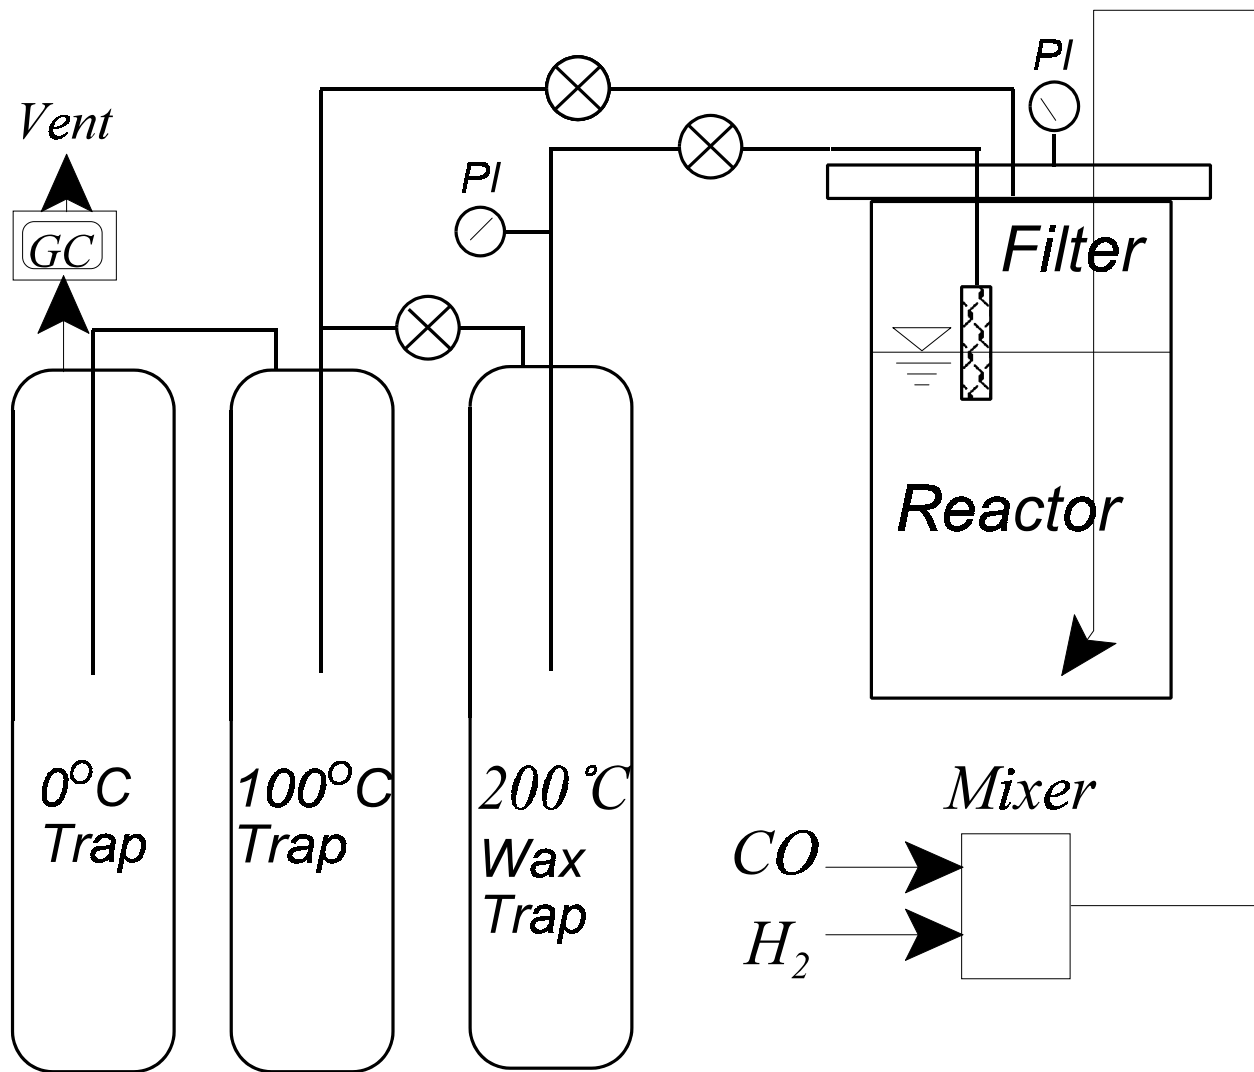 PI
Vent
PI
GC
Filter
Reactor
0°C
Trap
100°C
Trap
200°C
Wax
Trap
Mixer
CO
H₂